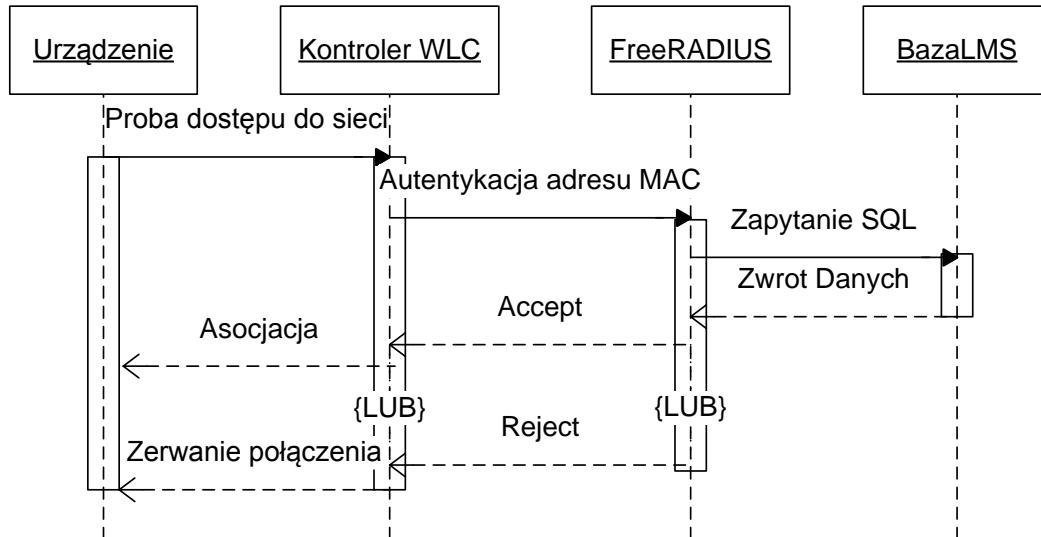 Urządzenie
Kontroler WLC
FreeRADIUS
BazaLMS
Proba dostępu do sieci
Autentykacja adresu MAC
Zapytanie SQL
Zwrot Danych
Accept
Asocjacja
{LUB}
{LUB}
Reject
Zerwanie połączenia